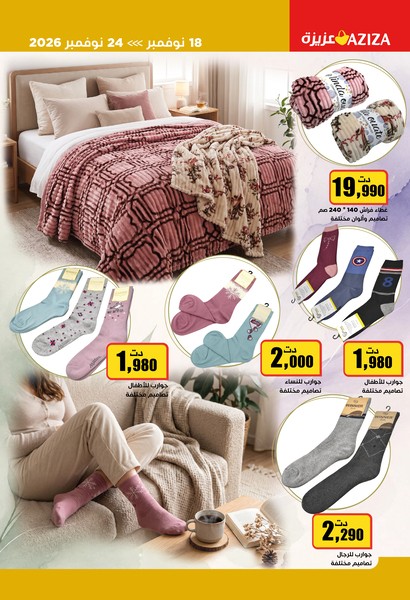 18 نوفمبر >>> 24 نوفمبر 2026
عزيزة AZIZA
د.ت
19,990
غطاء فراش 140 * 240 صم
تصاميم وألوان مختلفة
د.ت
1,980
جوارب للأطفال
تصاميم مختلفة
د.ت
2,000
جوارب للنساء
تصاميم مختلفة
د.ت
1,980
جوارب للأطفال
تصاميم مختلفة
د.ت
2,290
جوارب للرجال
تصاميم مختلفة